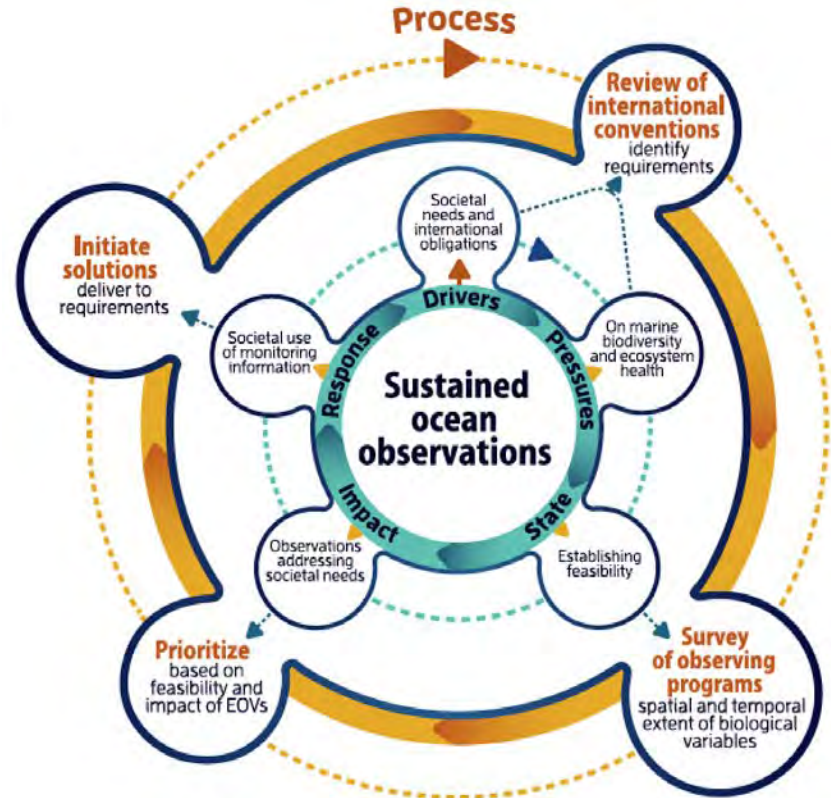 Process
Review of
international
conventions
identify
requirements
Societal
needs and
international
obligations
Initiate
solutions
deliver to
requirements
Drivers
Societal use
of monitoring
information
Response
Pressures
On marine
biodiversity
and ecosystem
health
Sustained
ocean
observations
Impact
State
Observations
addressing
societal needs
Establishing
feasibility
Prioritize
based on
feasibility and
impact of EOVs
Survey
of observing
programs
spatial and temporal
extent of biological
variables